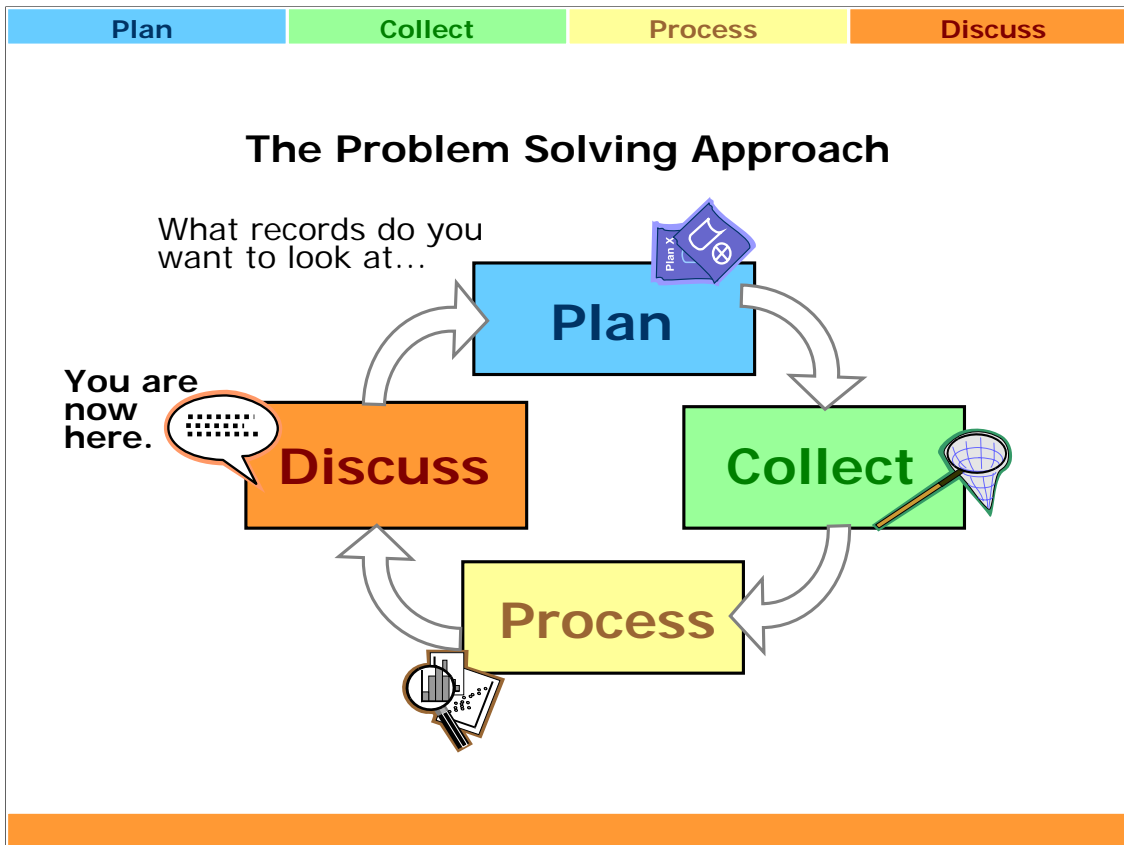 Plan
Collect
Process
Discuss
The Problem Solving Approach
What records do you
want to look at…
Plan X
Plan
You are
now
here.
Discuss
Collect
Process